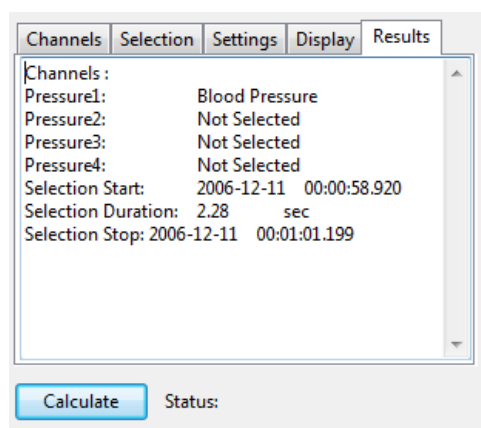 Channels Selection Settings Display Results
Channels :
Pressure1: Blood Pressure
Pressure2: Not Selected
Pressure3: Not Selected
Pressure4: Not Selected
Selection Start: 2006-12-11 00:00:58.920
Selection Duration: 2.28 sec
Selection Stop: 2006-12-11 00:01:01.199
Calculate Status: